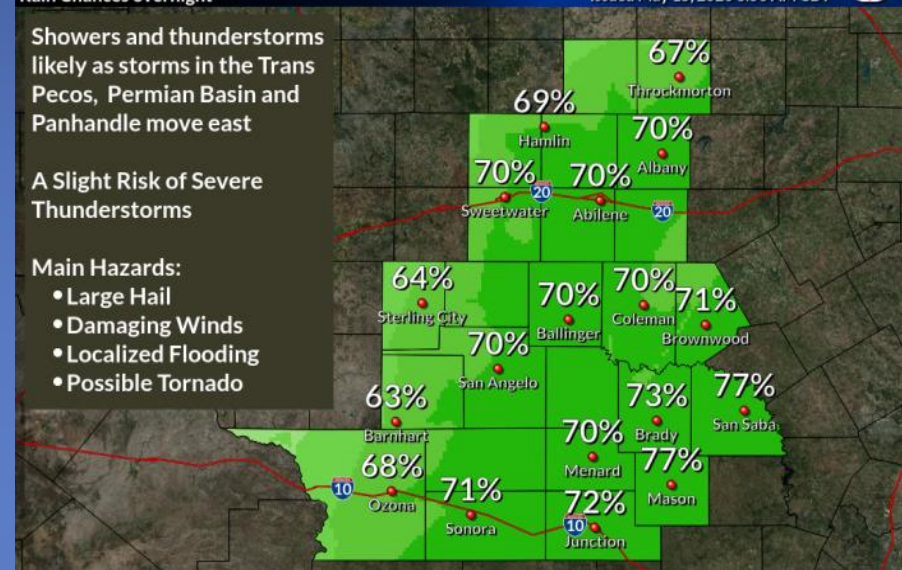 Rain Chances Overnight
Showers and thunderstorms
likely as storms in the Trans
Pecos, Permian Basin and
Panhandle move east
A Slight Risk of Severe
Thunderstorms
Main Hazards:
•Large Hail
•Damaging Winds
•Localized Flooding
•Possible Tornado
67%
Throckmorton
69%
Hamlin
70%
Albany
70%
Sweetwater
20
70%
Abilene
20
64%
Sterling City
70%
Ballinger
70%
Coleman
71%
Brownwood
70%
San Angelo
63%
Barnhart
73%
Brady
77%
San Saba
70%
Menard
77%
Mason
10
68%
Ozona
71%
Sonora
10
72%
Junction